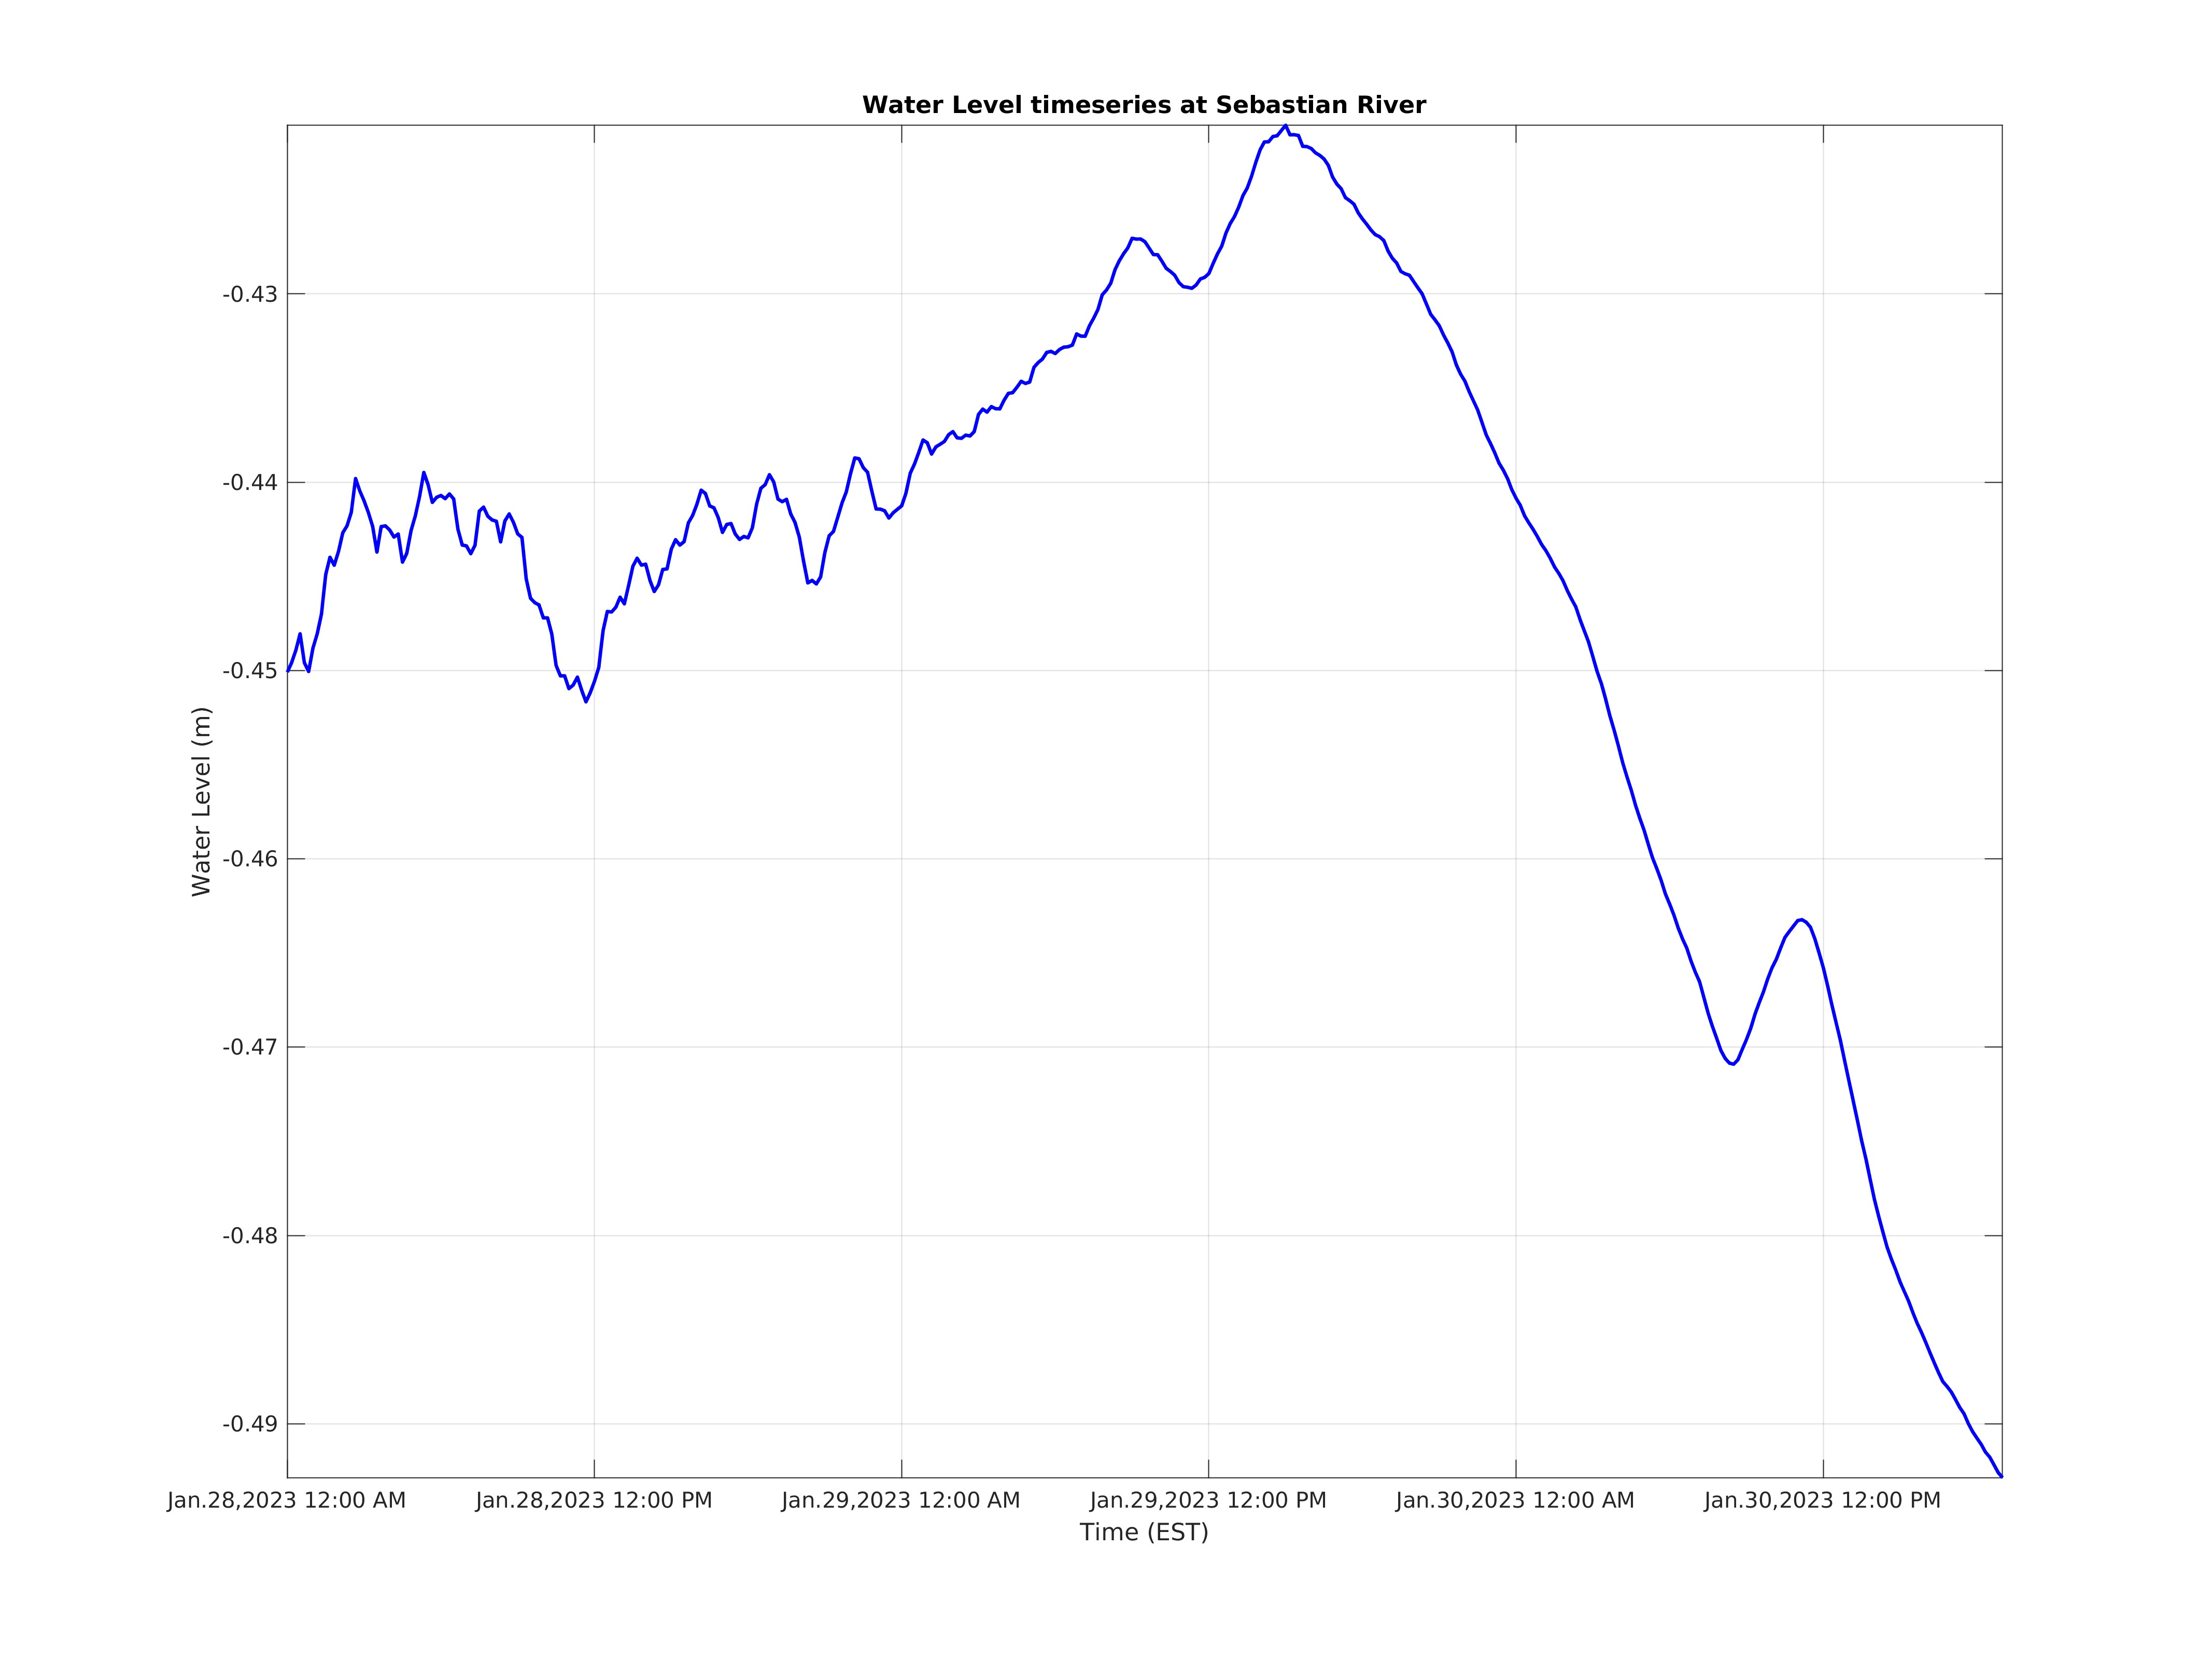 Water Level timeseries at Sebastian River
-0.43
-0.44
-0.45
-0.46
-0.47
-0.48
-0.49
Water Level (m)
Jan.28,2023 12:00 AM
Jan.28,2023 12:00 PM
Jan.29,2023 12:00 AM
Jan.29,2023 12:00 PM
Jan.30,2023 12:00 AM
Jan.30,2023 12:00 PM
Time (EST)